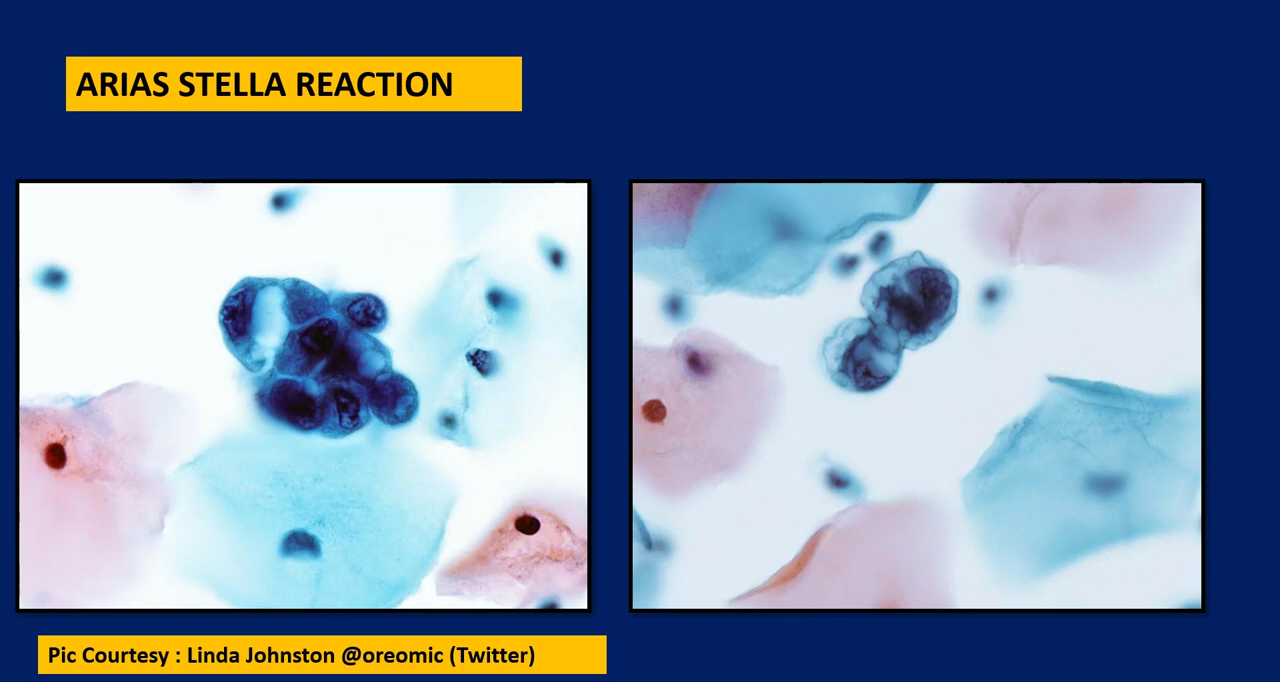 ARIAS STELLA REACTION
Pic Courtesy : Linda Johnston @oreomic (Twitter)